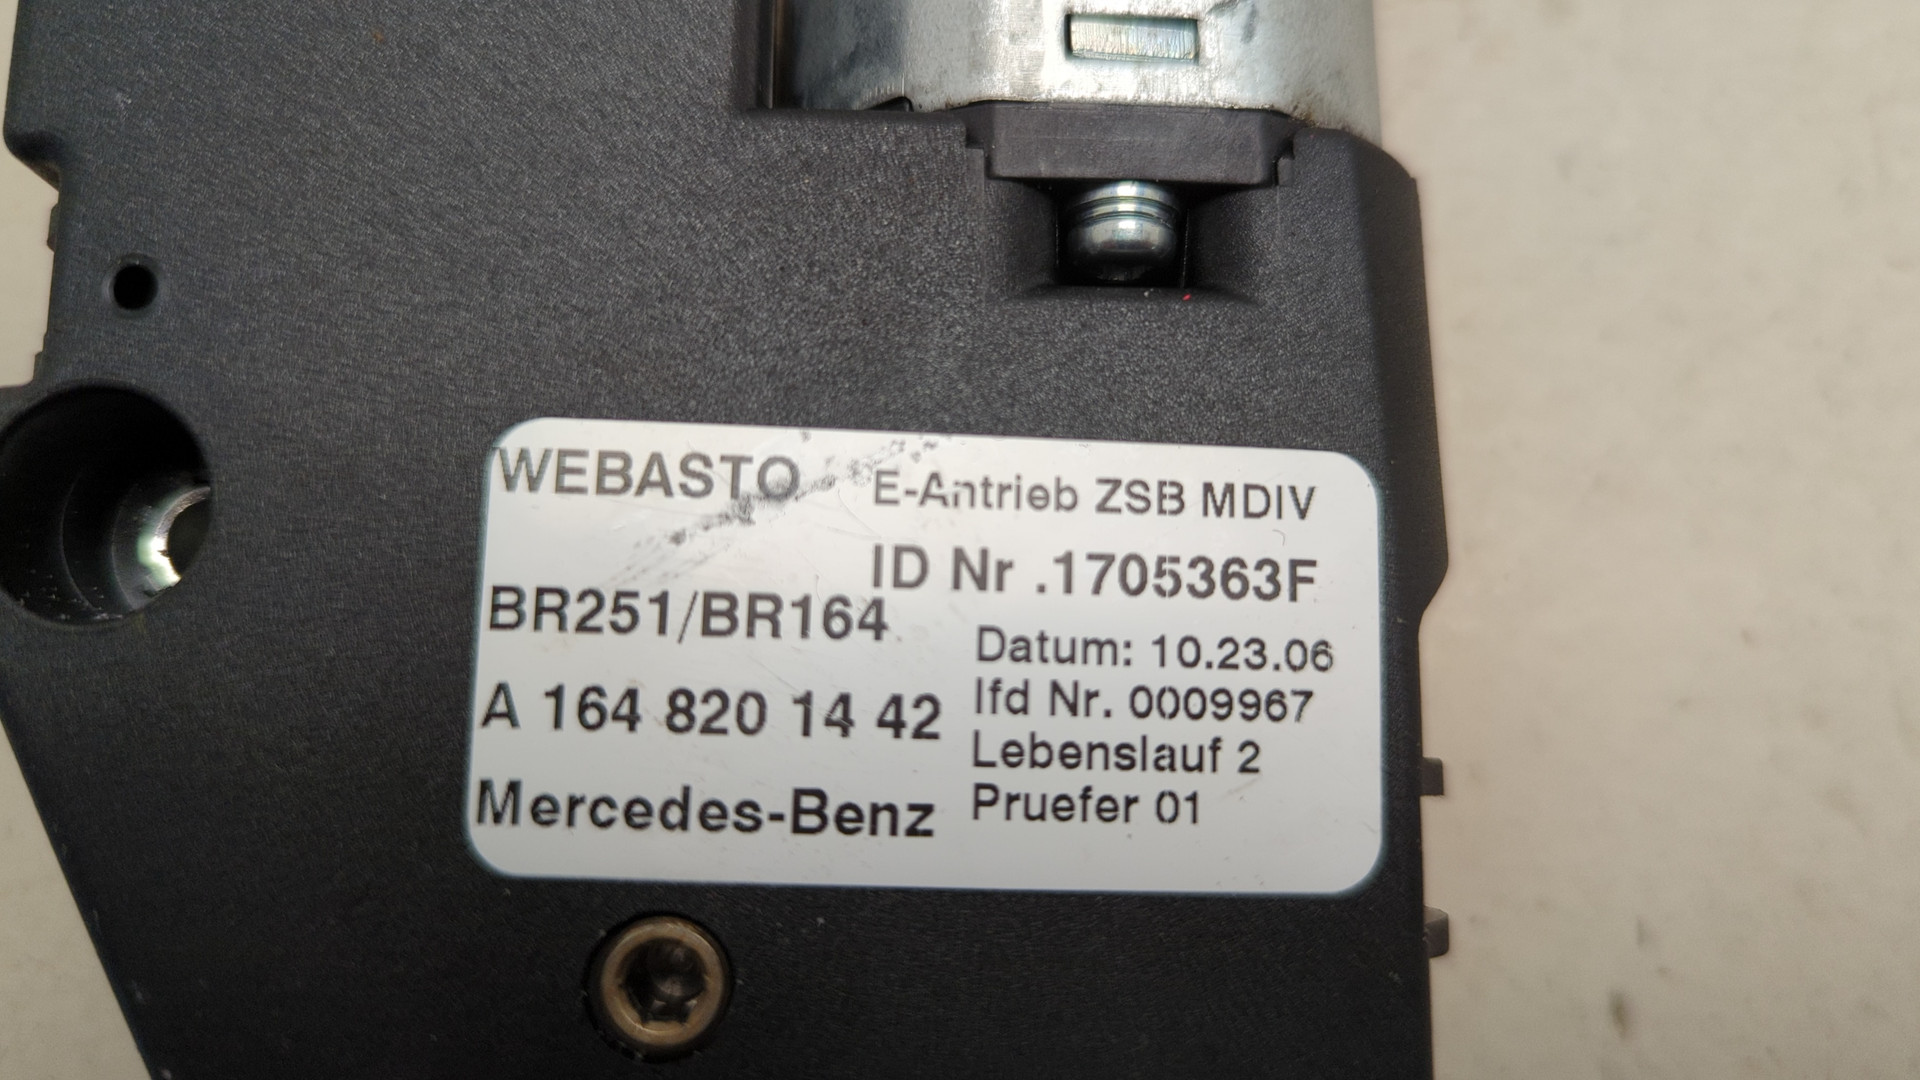 WEBASTO E-Antrieb ZSB MDIV
ID Nr .1705363F
BR251/BR164
Datum: 10.23.06
A 164 820 14 42
lfd Nr. 0009967
Lebenslauf 2
Mercedes-Benz
Pruefer 01